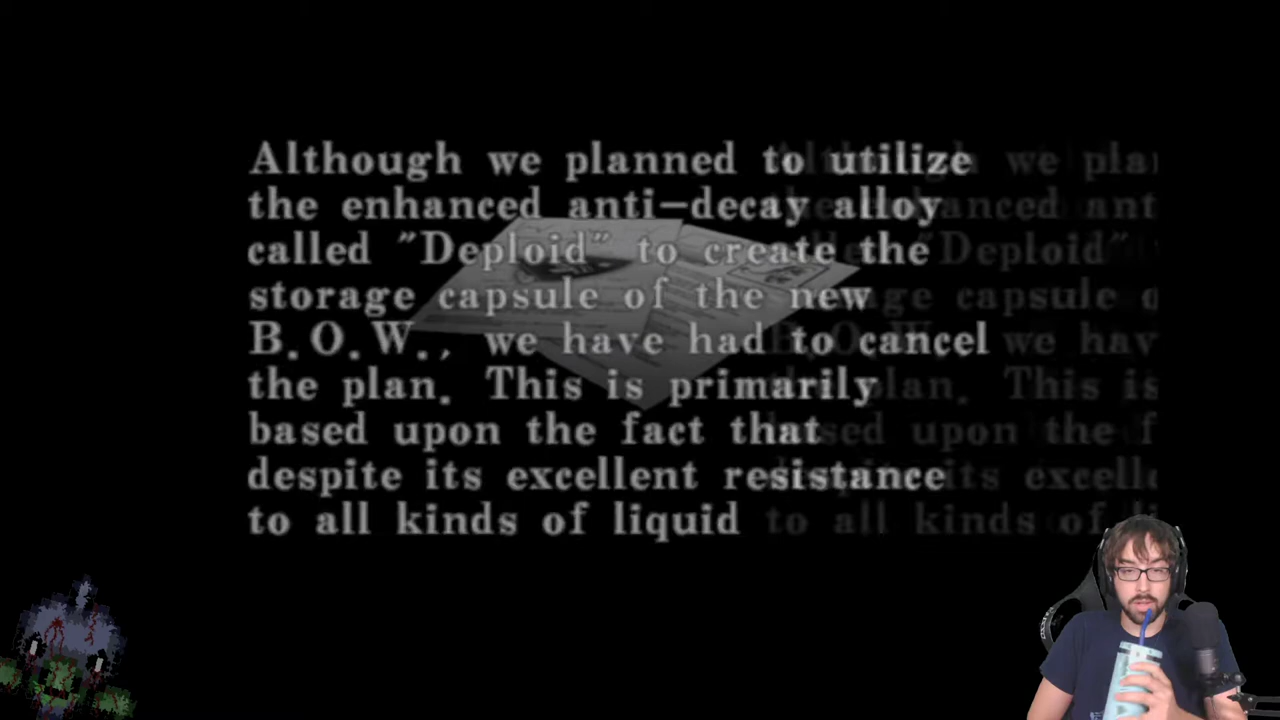 Although we planned to utilize
the enhanced anti-decay alloy
called "Deploid" to create the
storage capsule of the new
B.O.W., we have had to cancel
the plan. This is primarily
based upon the fact that
despite its excellent resistance
to all kinds of liquid